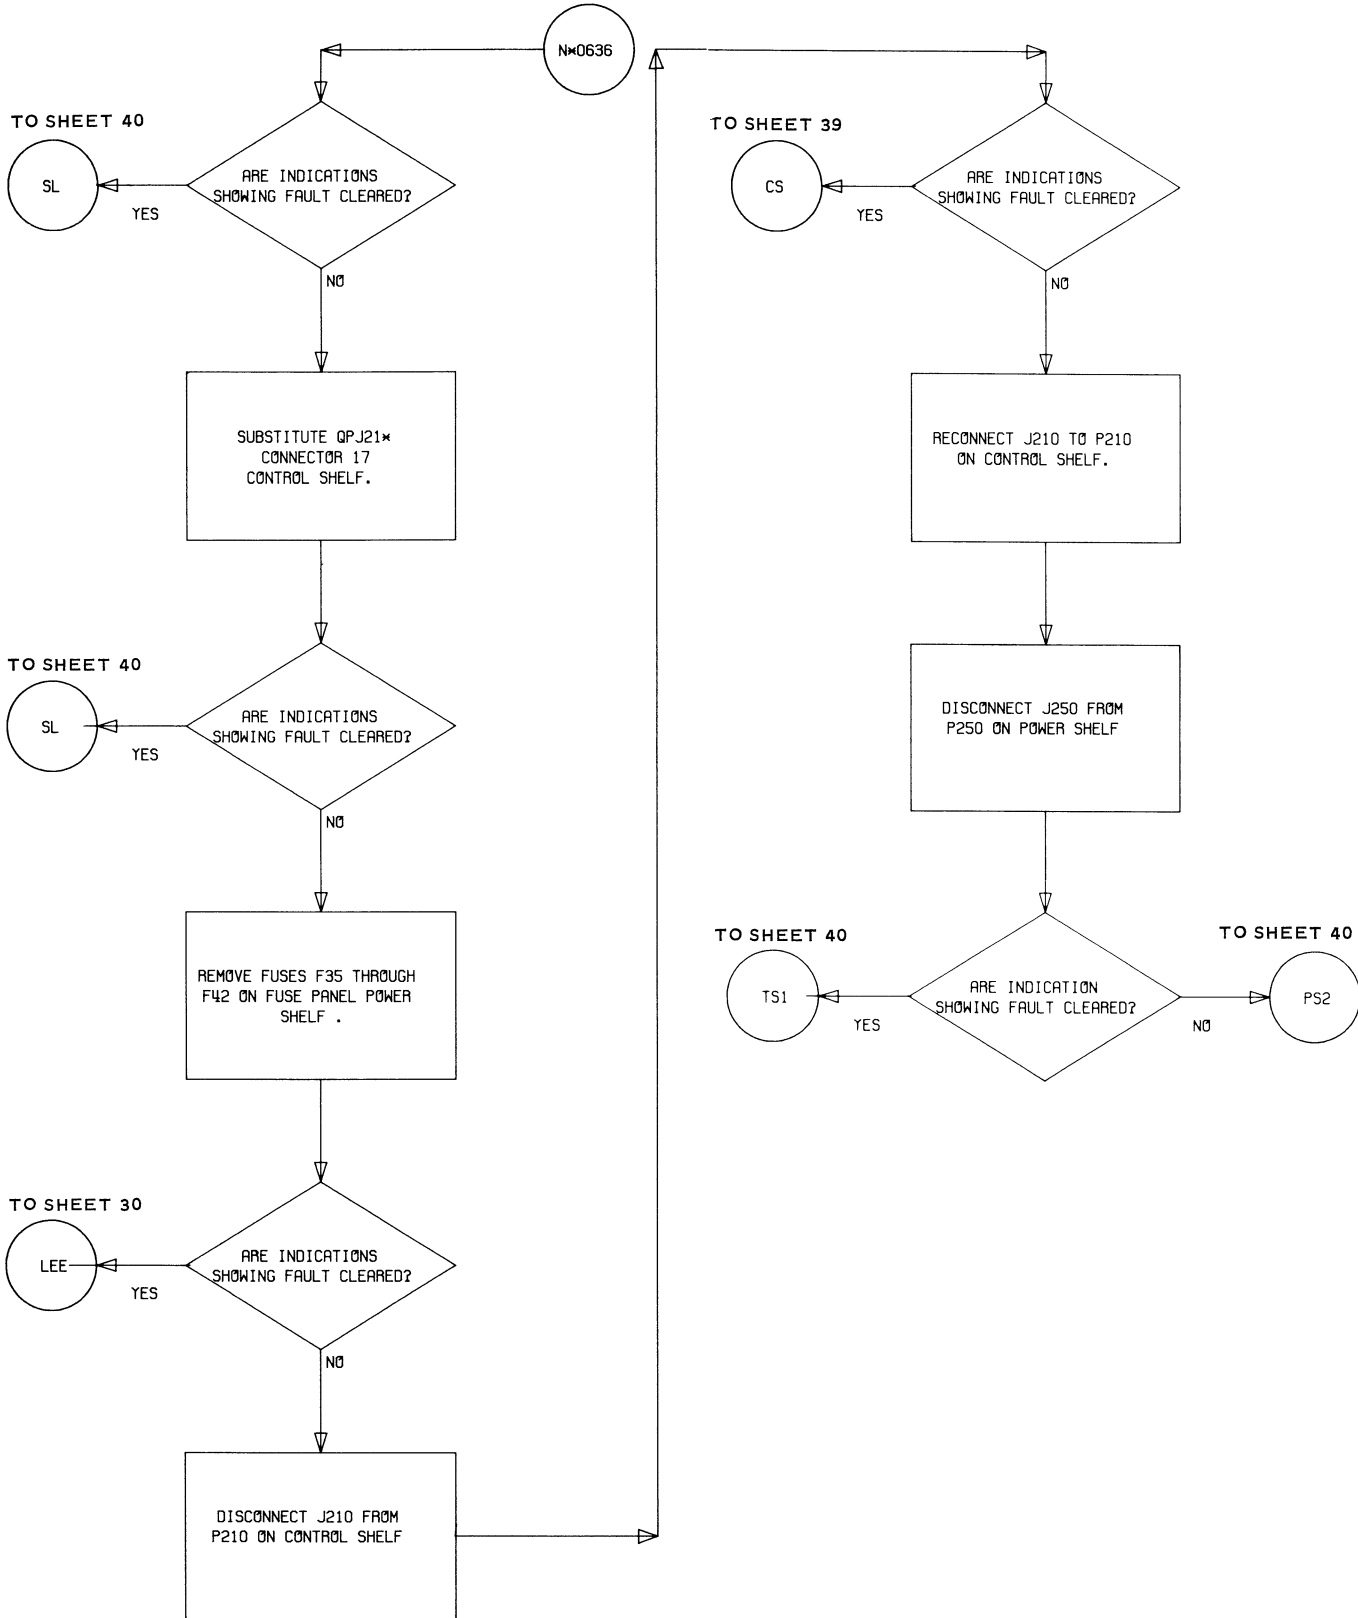 N*0636
TO SHEET 40
SL
YES
ARE INDICATIONS
SHOWING FAULT CLEARED?
NO
SUBSTITUTE QPJ21*
CONNECTOR 17
CONTROL SHELF.
TO SHEET 40
SL
YES
ARE INDICATIONS
SHOWING FAULT CLEARED?
NO
REMOVE FUSES F35 THROUGH
F42 ON FUSE PANEL POWER
SHELF .
TO SHEET 30
LEE
YES
ARE INDICATIONS
SHOWING FAULT CLEARED?
NO
DISCONNECT J210 FROM
P210 ON CONTROL SHELF
TO SHEET 39
CS
YES
ARE INDICATIONS
SHOWING FAULT CLEARED?
NO
RECONNECT J210 TO P210
ON CONTROL SHELF.
DISCONNECT J250 FROM
P250 ON POWER SHELF
TO SHEET 40
TS1
YES
ARE INDICATION
SHOWING FAULT CLEARED?
NO
TO SHEET 40
PS2